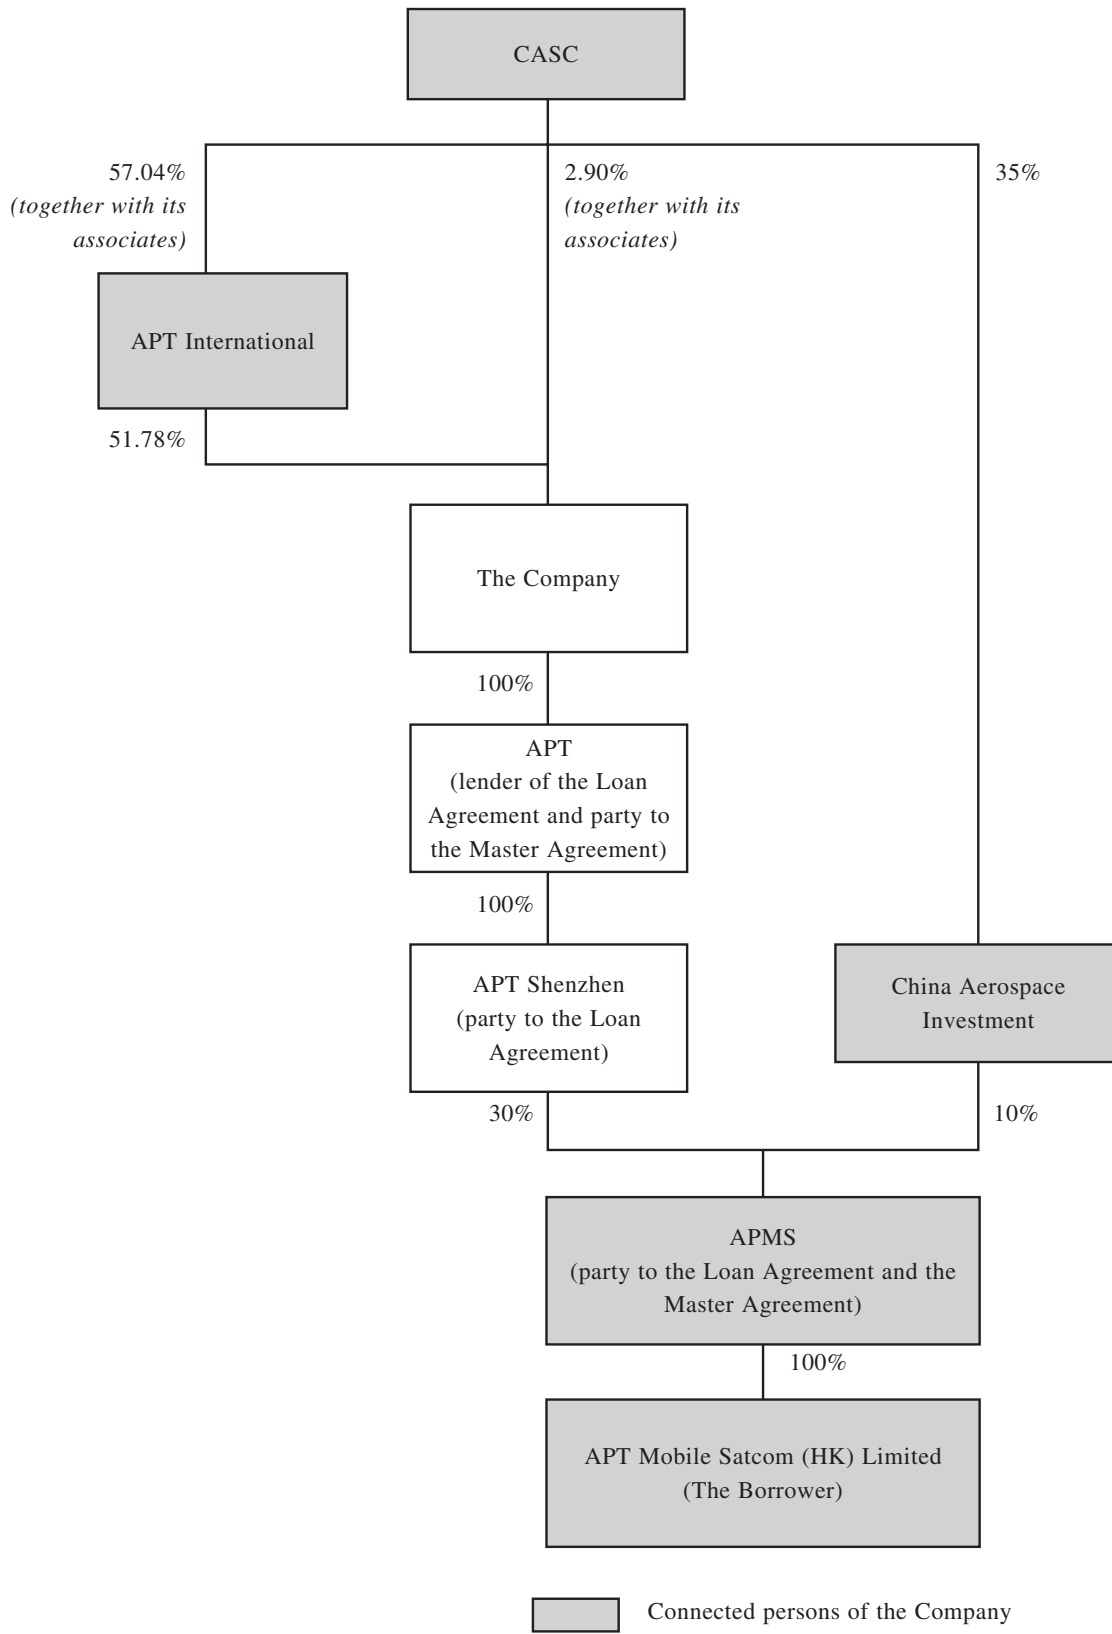 CASC
57.04%
(together with its
associates)
2.90%
(together with its
associates)
35%
APT International
51.78%
The Company
100%
APT
(lender of the Loan
Agreement and party to
the Master Agreement)
100%
APT Shenzhen
(party to the Loan
Agreement)
China Aerospace
Investment
30%
10%
APMS
(party to the Loan Agreement and the
Master Agreement)
100%
APT Mobile Satcom (HK) Limited
(The Borrower)
Connected persons of the Company